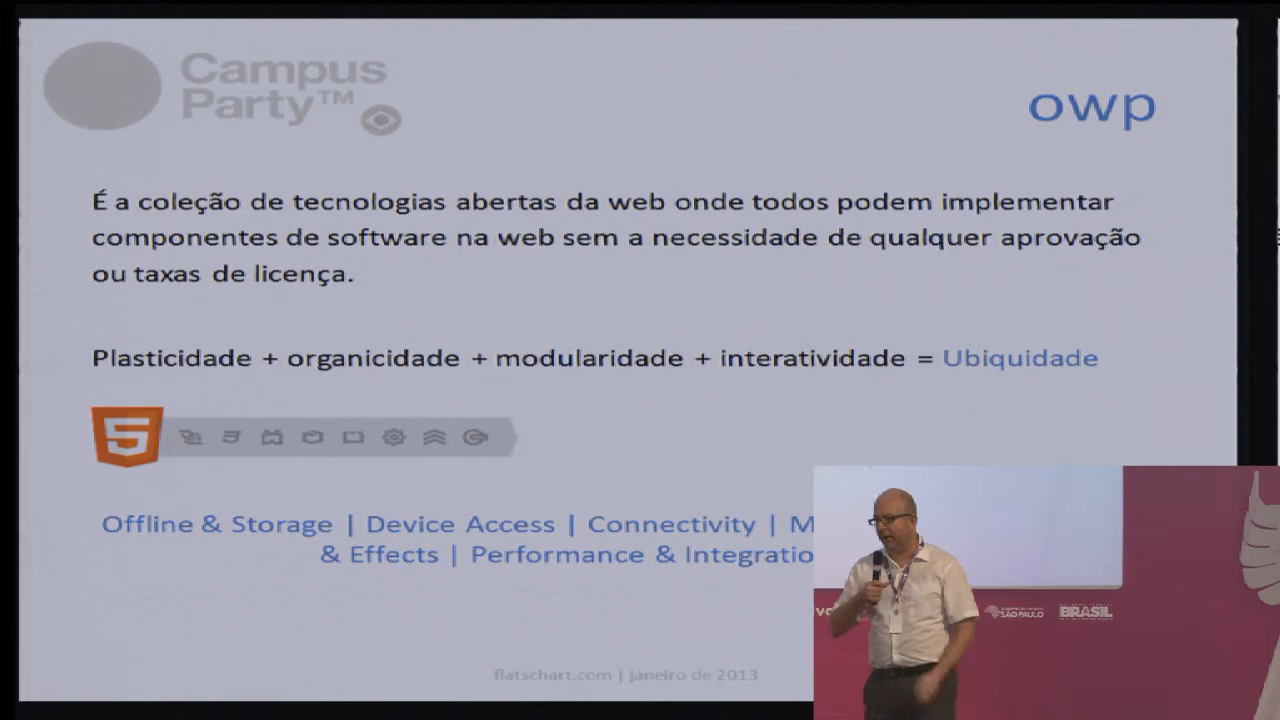 Campus
Party™
owp
É a coleção de tecnologias abertas da web onde todos podem implementar
componentes de software na web sem a necessidade de qualquer aprovação
ou taxas de licença.
Plasticidade + organicidade + modularidade + interatividade = Ubiquidade
5
Offline & Storage | Device Access | Connectivity |
& Effects | Performance &
flatschart.com | janeiro de 2013
SÃO PAULO
BRASIL